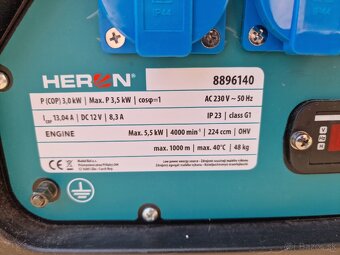 HERON
8896140
P (COP) 3,0 kW | Max. P 3,5 kW | cosφ=1
AC 230 V ~ 50 Hz
I COP 13,04 A | DC 12 V | 8,3 A
IP 23 | class G1
ENGINE
Max. 5,5 kW | 4000 min⁻¹ | 224 ccm | OHV
max. 1000 m | max. 40°C | 48 kg